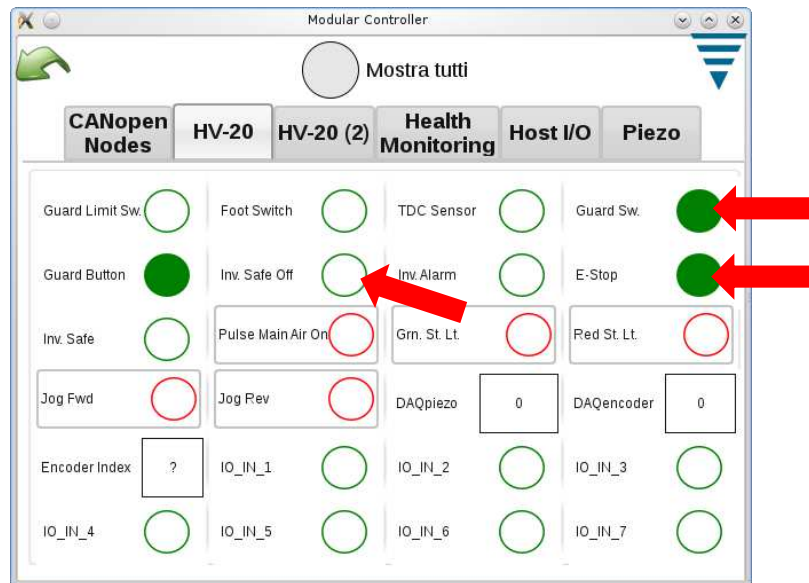 Modular Controller
Mostra tutti
CANopen Nodes
HV-20
HV-20 (2)
Health Monitoring
Host I/O
Piezo
Guard Limit Sw.
Foot Switch
TDC Sensor
Guard Sw.
Guard Button
Inv. Safe Off
Inv. Alarm
E-Stop
Inv. Safe
Pulse Main Air On
Grn. St. Lt.
Red St. Lt.
Jog Fwd
Jog Rev
DAQpiezo
0
DAQencoder
0
Encoder Index
?
IO_IN_1
IO_IN_2
IO_IN_3
IO_IN_4
IO_IN_5
IO_IN_6
IO_IN_7